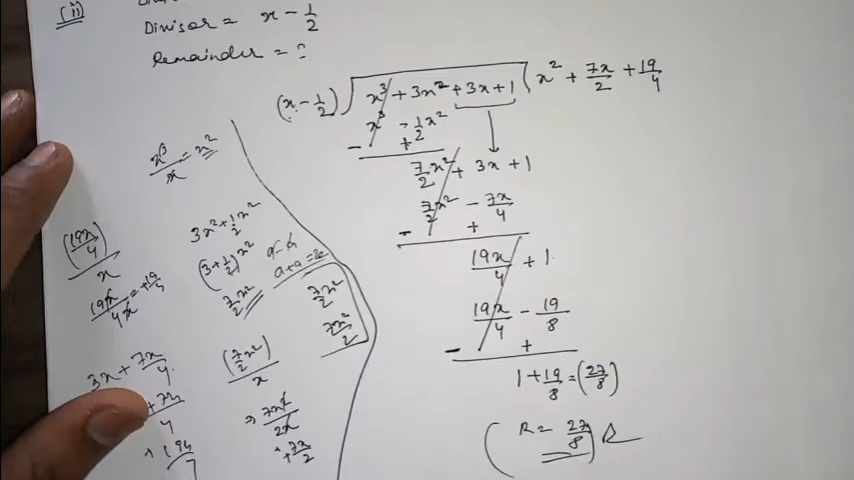 (ii)
Divisor = x - 1/2
Remainder = ?
(x - 1/2) ) x³ + 3x² + 3x + 1 ( x² + 7x/2 + 19/4
x³ - 1/2 x²
- +
7/2 x² + 3x + 1
7/2 x² - 7x/4
- +
19x/4 + 1
19x/4 - 19/8
- +
1 + 19/8 = (27/8)
( R = 27/8 ) R
x³/x = x²
(19x/4)/x
19x/4x = +19/
3x + 7x/4
+7x/4
3x² + 1/2 x²
(3 + 1/2) x²
7/2 x²
a + a = 2a
7/2 x²
7x²/2
(7/2 x²)/x
⇒ 7x²/2x
+7x/2